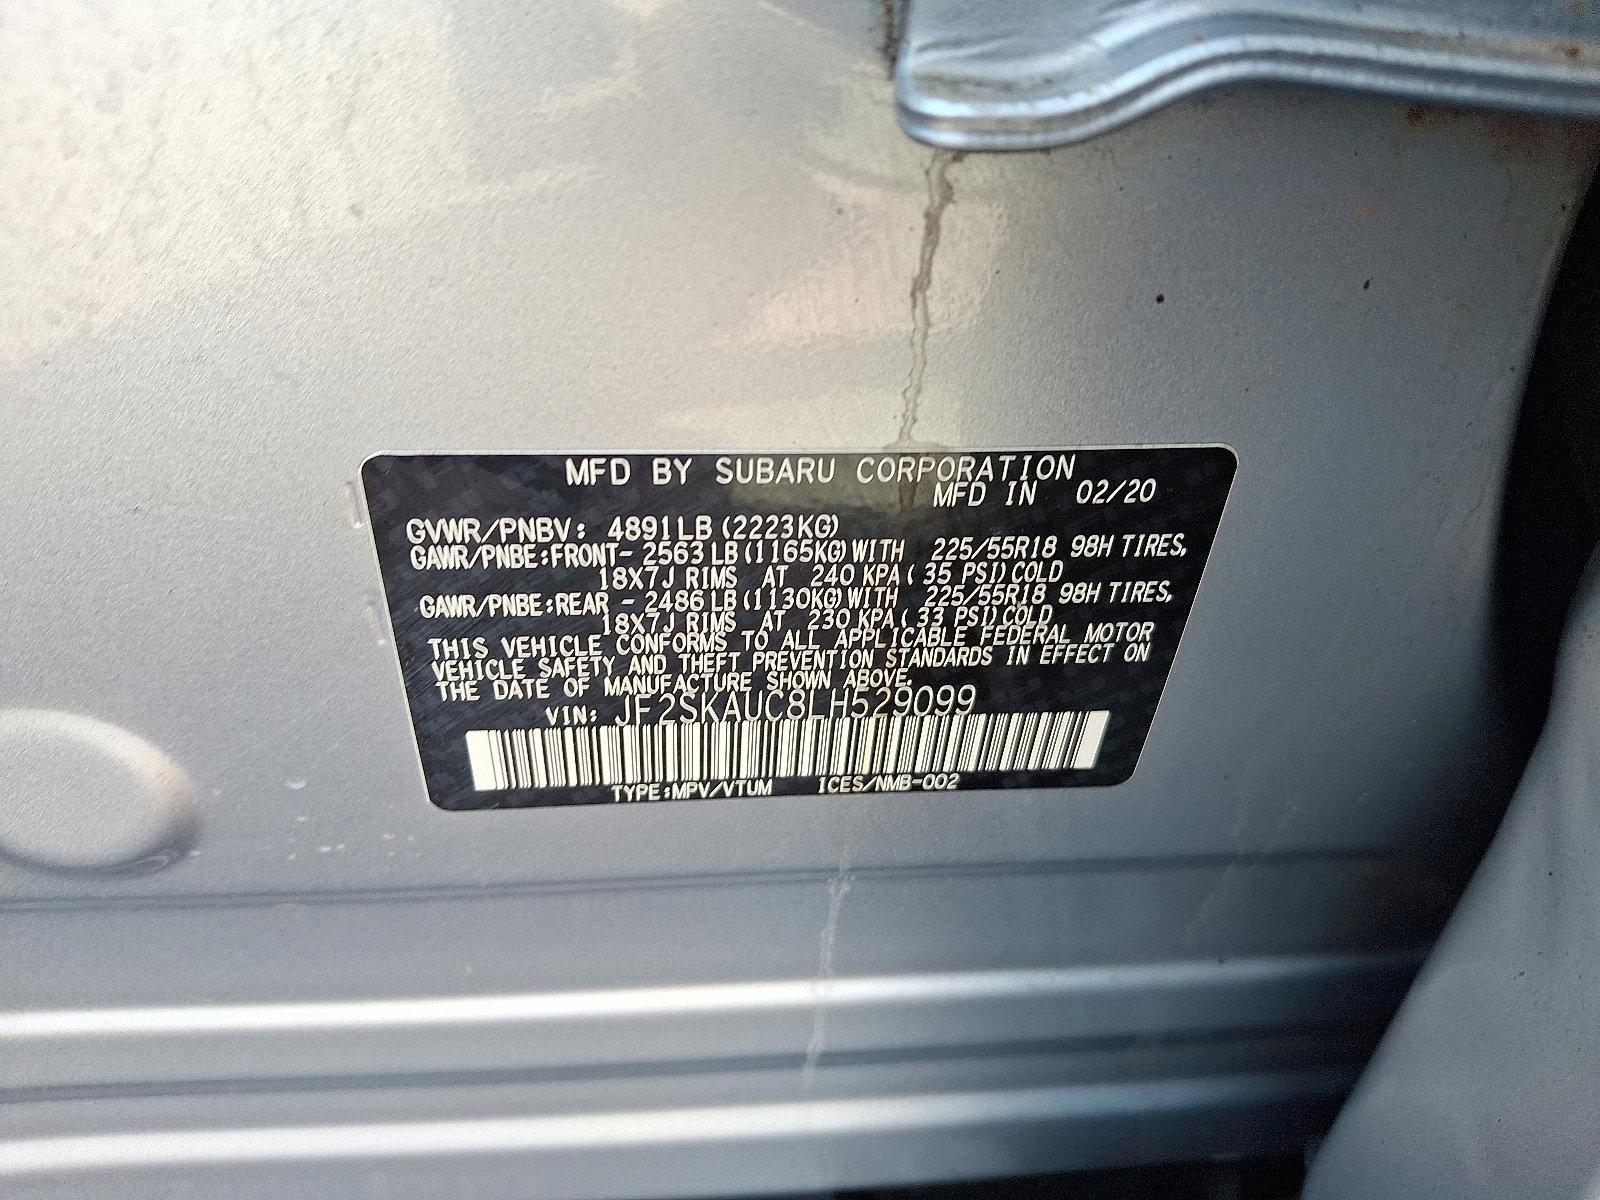 MFD BY SUBARU CORPORATION
MFD IN 02/20
GVWR/PNBV: 4891LB (2223KG)
GAWR/PNBE:FRONT- 2563 LB (1165KG) WITH 225/55R18 98H TIRES,
18X7J RIMS AT 240 KPA ( 35 PSI) COLD
GAWR/PNBE:REAR - 2486 LB (1130KG) WITH 225/55R18 98H TIRES,
18X7J RIMS AT 230 KPA ( 33 PSI) COLD
THIS VEHICLE CONFORMS TO ALL APPLICABLE FEDERAL MOTOR
VEHICLE SAFETY AND THEFT PREVENTION STANDARDS IN EFFECT ON
THE DATE OF MANUFACTURE SHOWN ABOVE.
VIN: JF2SKAUC8LH529099
TYPE:MPV/VTUM ICES/NMB-002